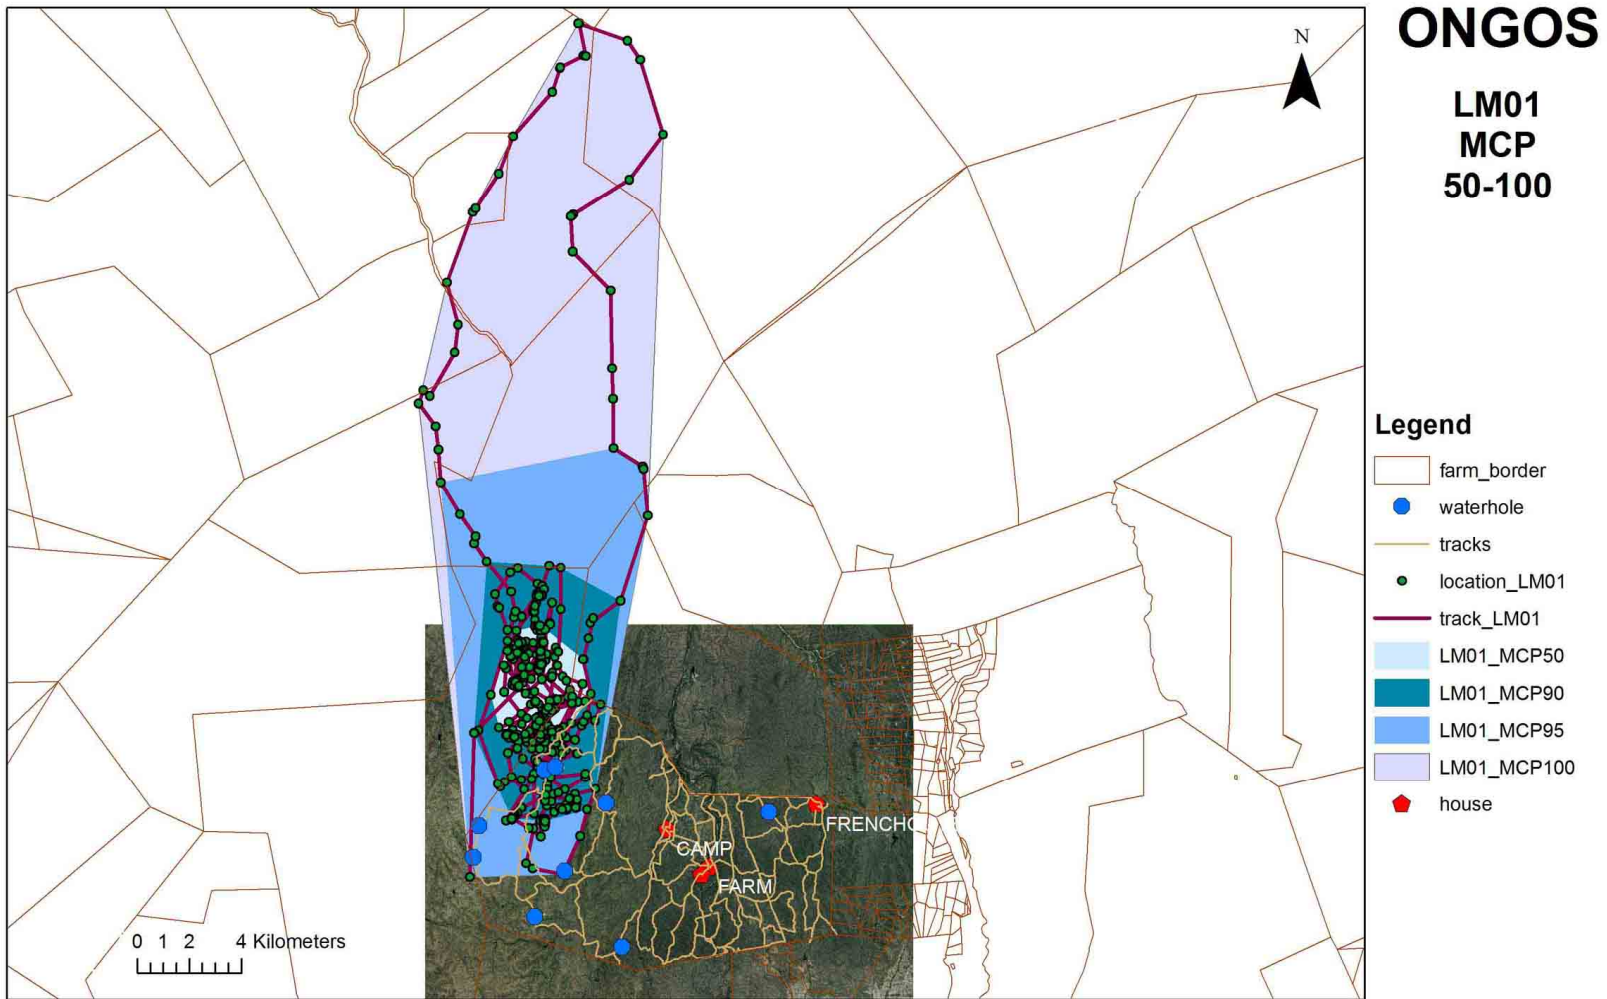 ONGOS
LM01
MCP
50-100
N
Legend
farm_border
waterhole
tracks
location_LM01
track_LM01
LM01_MCP50
LM01_MCP90
LM01_MCP95
LM01_MCP100
house
FRENCHO
CAMP
FARM
0 1 2 4 Kilometers